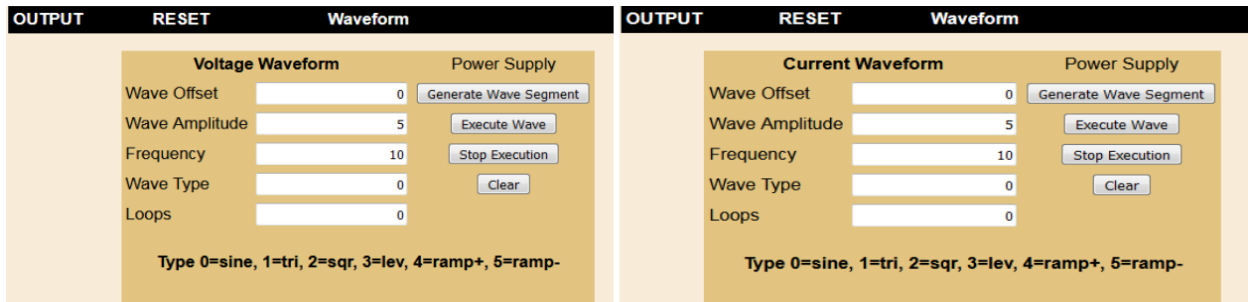 OUTPUT RESET Waveform
Voltage Waveform Power Supply
Wave Offset 0 Generate Wave Segment
Wave Amplitude 5 Execute Wave
Frequency 10 Stop Execution
Wave Type 0 Clear
Loops 0
Type 0=sine, 1=tri, 2=sqr, 3=lev, 4=ramp+, 5=ramp-
OUTPUT RESET Waveform
Current Waveform Power Supply
Wave Offset 0 Generate Wave Segment
Wave Amplitude 5 Execute Wave
Frequency 10 Stop Execution
Wave Type 0 Clear
Loops 0
Type 0=sine, 1=tri, 2=sqr, 3=lev, 4=ramp+, 5=ramp-